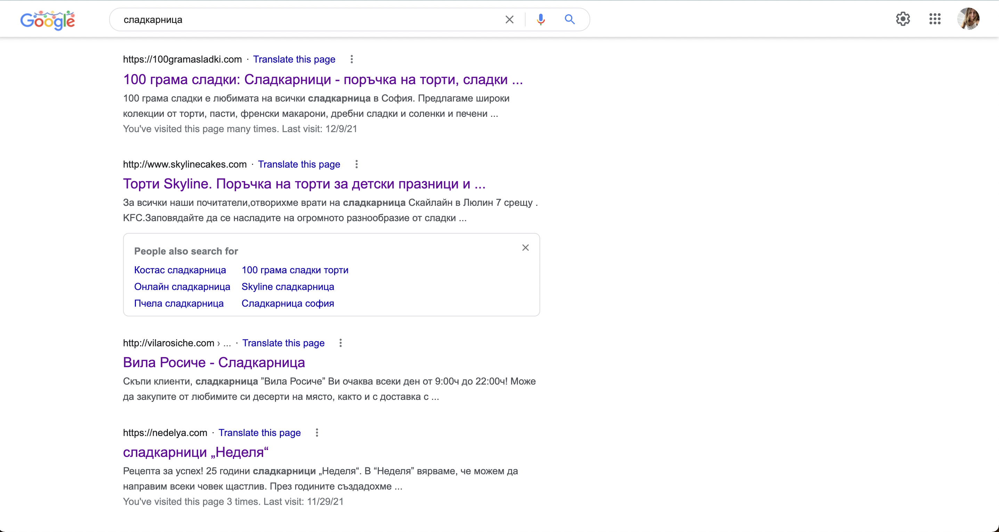 Google
сладкарница
https://100gramasladki.com · Translate this page
100 грама сладки: Сладкарници - поръчка на торти, сладки ...
100 грама сладки е любимата на всички сладкарница в София. Предлагаме широки
колекции от торти, пасти, френски макарони, дребни сладки и соленки и печени ...
You've visited this page many times. Last visit: 12/9/21
http://www.skylinecakes.com · Translate this page
Торти Skyline. Поръчка на торти за детски празници и ...
За всички наши почитатели,отворихме врати на сладкарница Скайлайн в Люлин 7 срещу .
KFC.Заповядайте да се насладите на огромното разнообразие от сладки ...
People also search for
Костас сладкарница 100 грама сладки торти
Онлайн сладкарница Skyline сладкарница
Пчела сладкарница Сладкарница софия
http://vilarosiche.com › ... · Translate this page
Вила Росиче - Сладкарница
Скъпи клиенти, сладкарница ”Вила Росиче” Ви очаква всеки ден от 9:00ч до 22:00ч! Може
да закупите от любимите си десерти на място, както и с доставка с ...
https://nedelya.com · Translate this page
сладкарници „Неделя“
Рецепта за успех! 25 години сладкарници „Неделя“. В “Неделя” вярваме, че можем да
направим всеки човек щастлив. През годините създадохме ...
You've visited this page 3 times. Last visit: 11/29/21